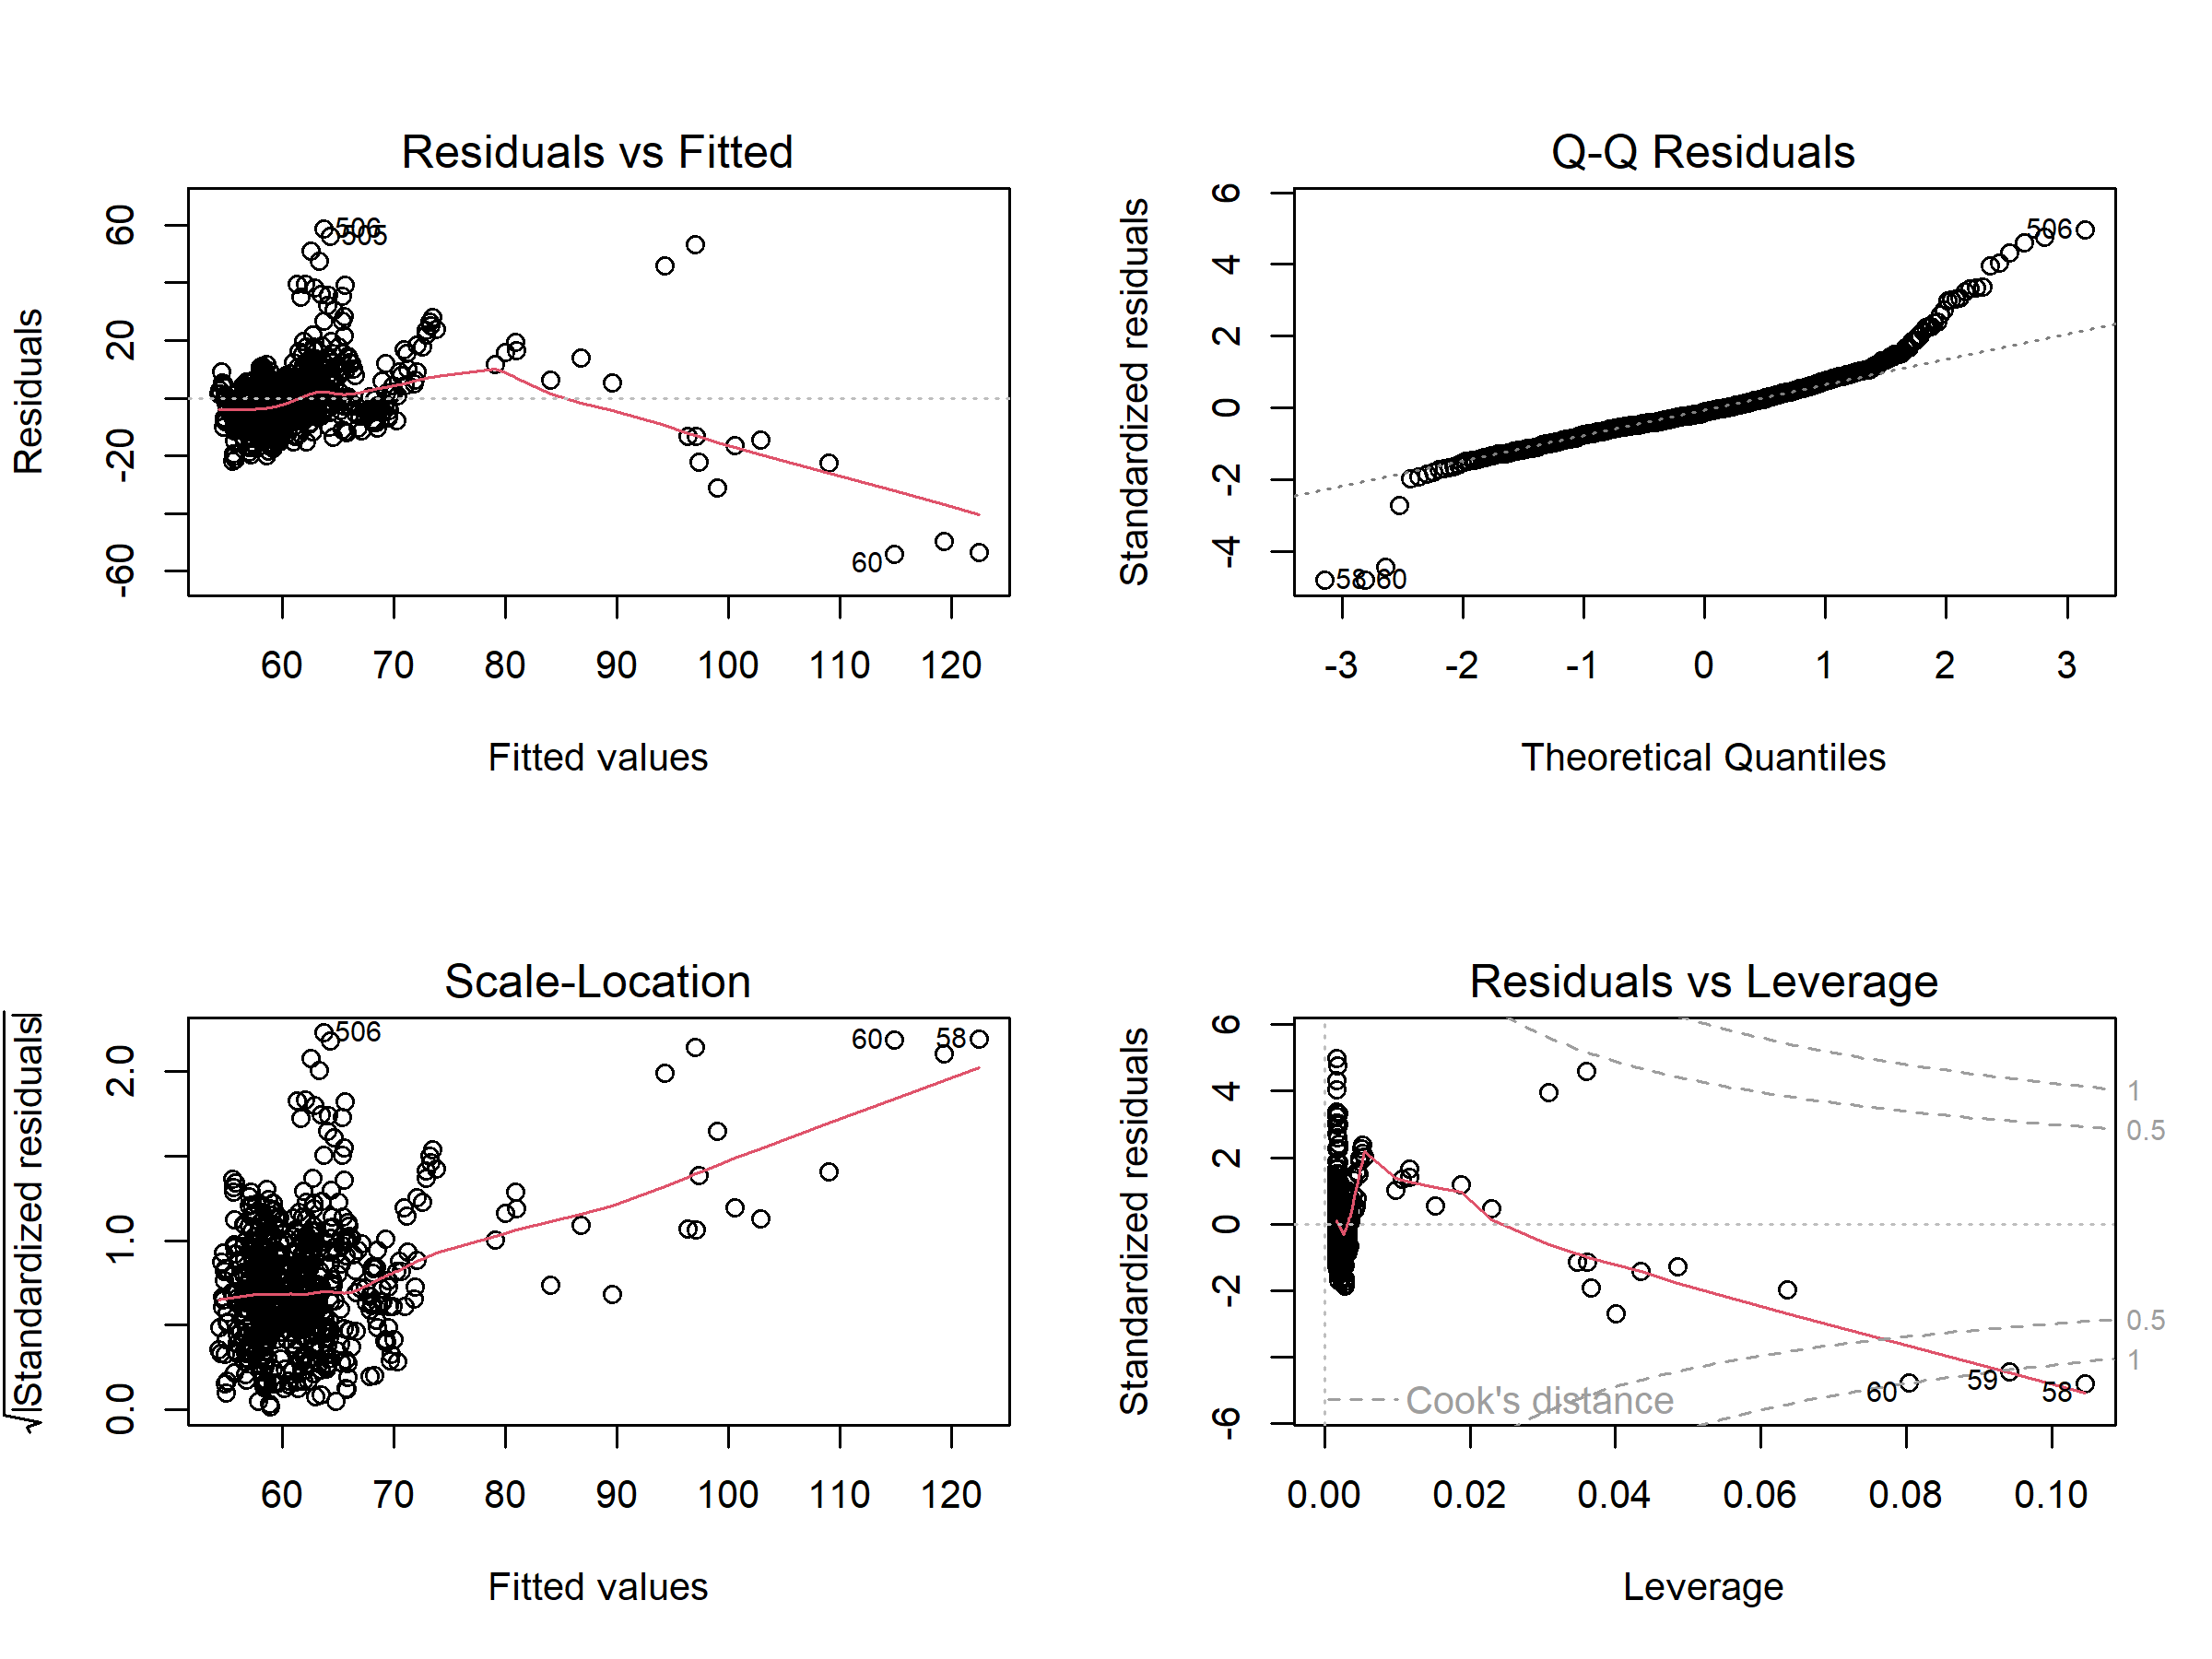 Residuals vs Fitted
Residuals
60
20
-20
-60
506
505
60
60 70 80 90 100 110 120
Fitted values
Q-Q Residuals
Standardized residuals
6
4
2
0
-2
-4
506
58 60
-3 -2 -1 0 1 2 3
Theoretical Quantiles
Scale-Location
√|Standardized residuals|
2.0
1.0
0.0
506
60 58
60 70 80 90 100 110 120
Fitted values
Residuals vs Leverage
Standardized residuals
6
4
2
0
-2
-6
1
0.5
0.5
1
60 59 58
Cook's distance
0.00 0.02 0.04 0.06 0.08 0.10
Leverage